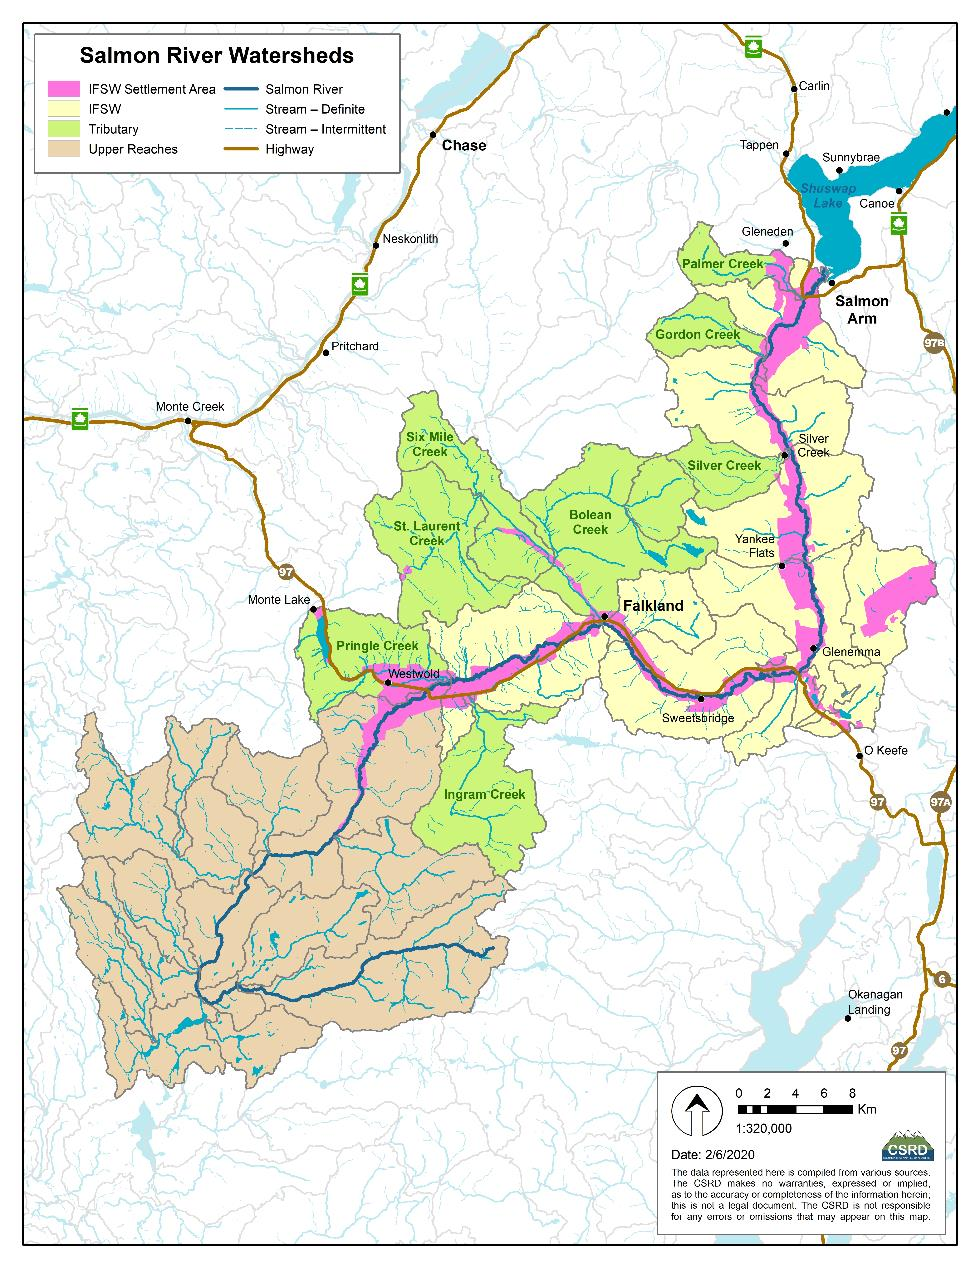 Salmon River Watersheds
IFSW Settlement Area
IFSW
Tributary
Upper Reaches
Salmon River
Stream – Definite
Stream – Intermittent
Highway
Carlin
Chase
Tappen
Sunnybrae
Shuswap
Lake
Canoe
Gleneden
Neskonlith
Palmer Creek
Salmon
Arm
Gordon Creek
97B
Pritchard
Monte Creek
Six Mile
Creek
Silver
Creek
Silver Creek
St. Laurent
Creek
Bolean
Creek
Yankee
Flats
97
Monte Lake
Falkland
Pringle Creek
Glenemma
Westwold
Sweetsbridge
O Keefe
Ingram Creek
97
97A
6
Okanagan
Landing
97
0 2 4 6 8
Km
1:320,000
Date: 2/6/2020
CSRD
The data represented here is compiled from various sources.
The CSRD makes no warranties, expressed or implied,
as to the accuracy or completeness of the information herein;
this is not a legal document. The CSRD is not responsible
for any errors or omissions that may appear on this map.